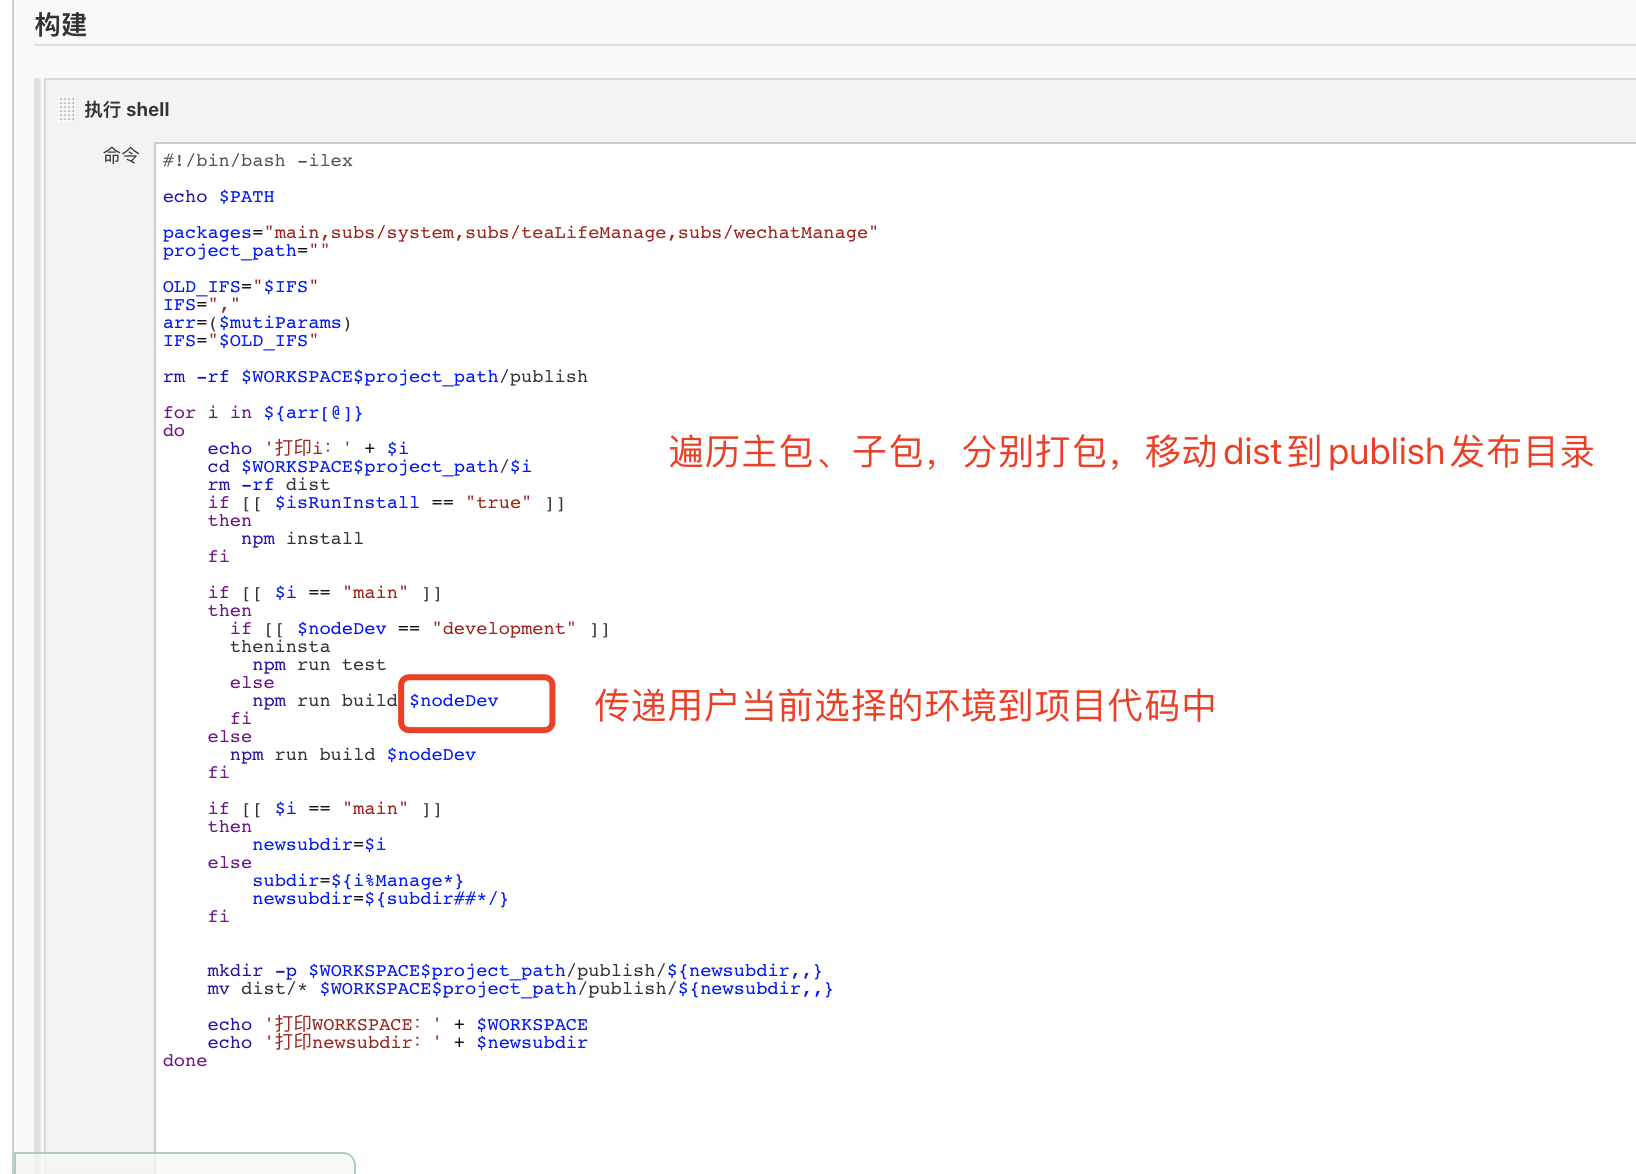 构建
执行 shell
命令
#!/bin/bash -ilex
echo $PATH
packages="main,subs/system,subs/teaLifeManage,subs/wechatManage"
project_path=""
OLD_IFS="$IFS"
IFS=","
arr=($mutiParams)
IFS="$OLD_IFS"
rm -rf $WORKSPACE$project_path/publish
for i in ${arr[@]}
do
echo '打印i: ' + $i
遍历主包、子包，分别打包，移动dist到publish发布目录
cd $WORKSPACE$project_path/$i
rm -rf dist
if [[ $isRunInstall == "true" ]]
then
npm install
fi
if [[ $i == "main" ]]
then
if [[ $nodeDev == "development" ]]
theninsta
npm run test
else
npm run build $nodeDev
传递用户当前选择的环境到项目代码中
fi
else
npm run build $nodeDev
fi
if [[ $i == "main" ]]
then
newsubdir=$i
else
subdir=${i%Manage*}
newsubdir=${subdir##*/}
fi
mkdir -p $WORKSPACE$project_path/publish/${newsubdir,,}
mv dist/* $WORKSPACE$project_path/publish/${newsubdir,,}
echo '打印WORKSPACE: ' + $WORKSPACE
echo '打印newsubdir: ' + $newsubdir
done